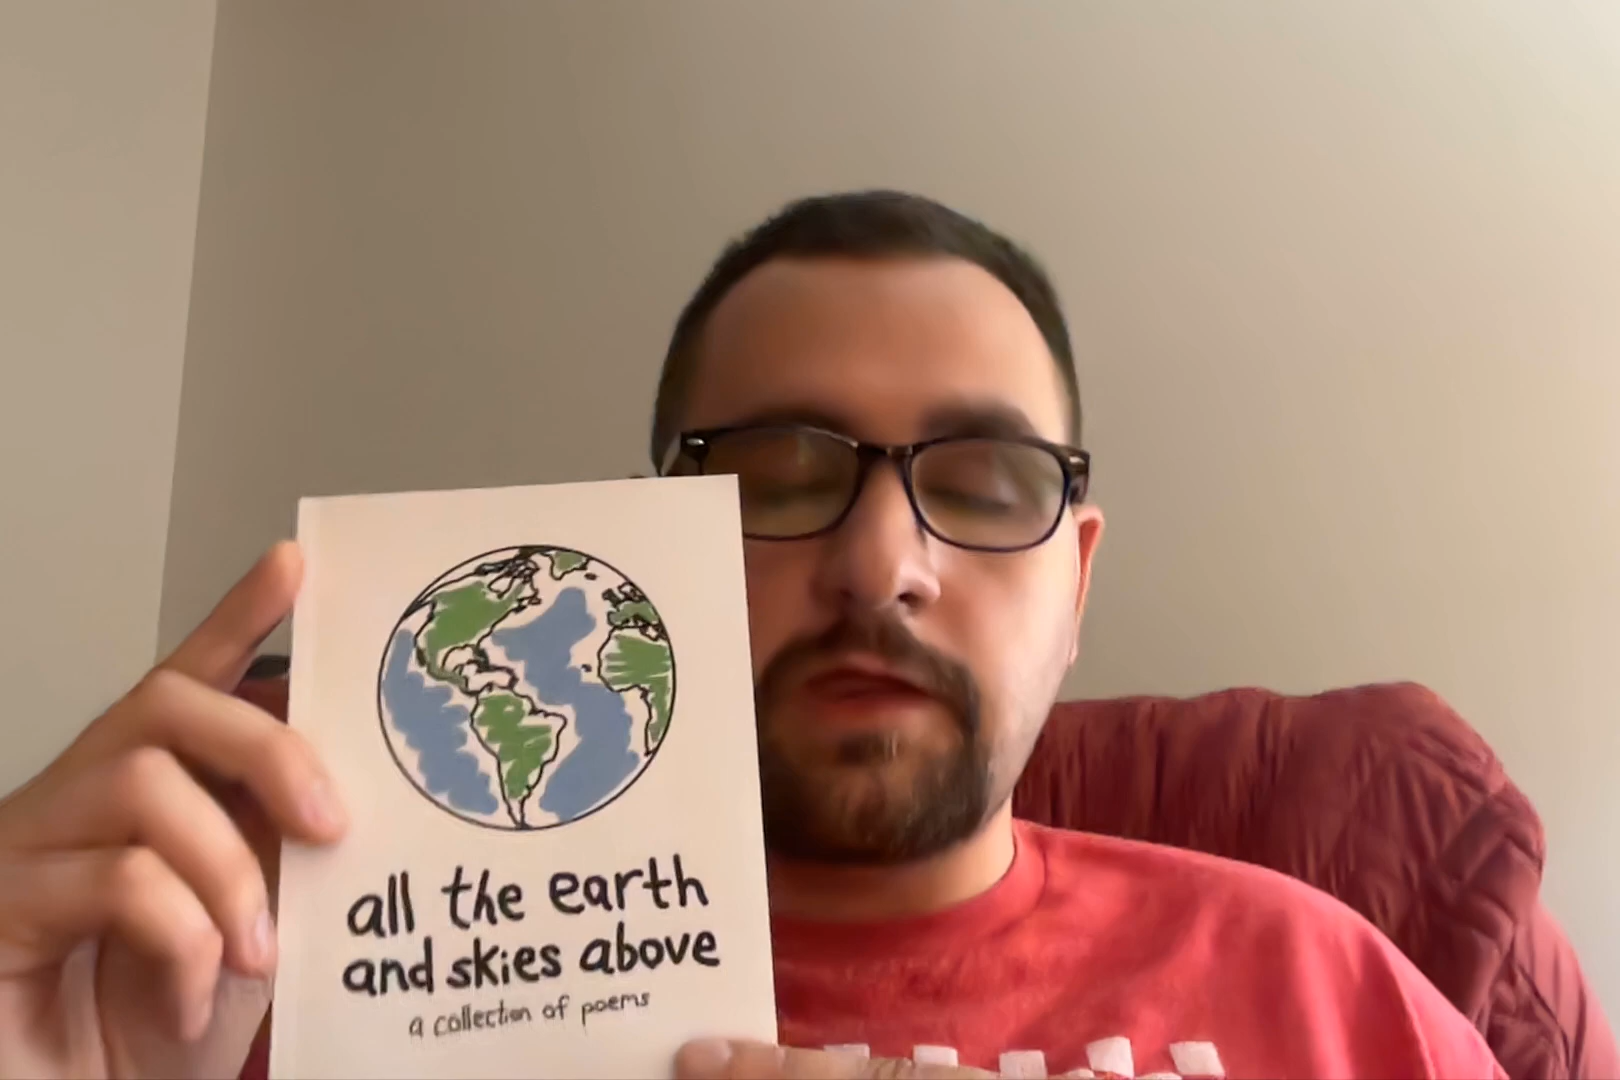 all the earth
and skies above
a collection of poems